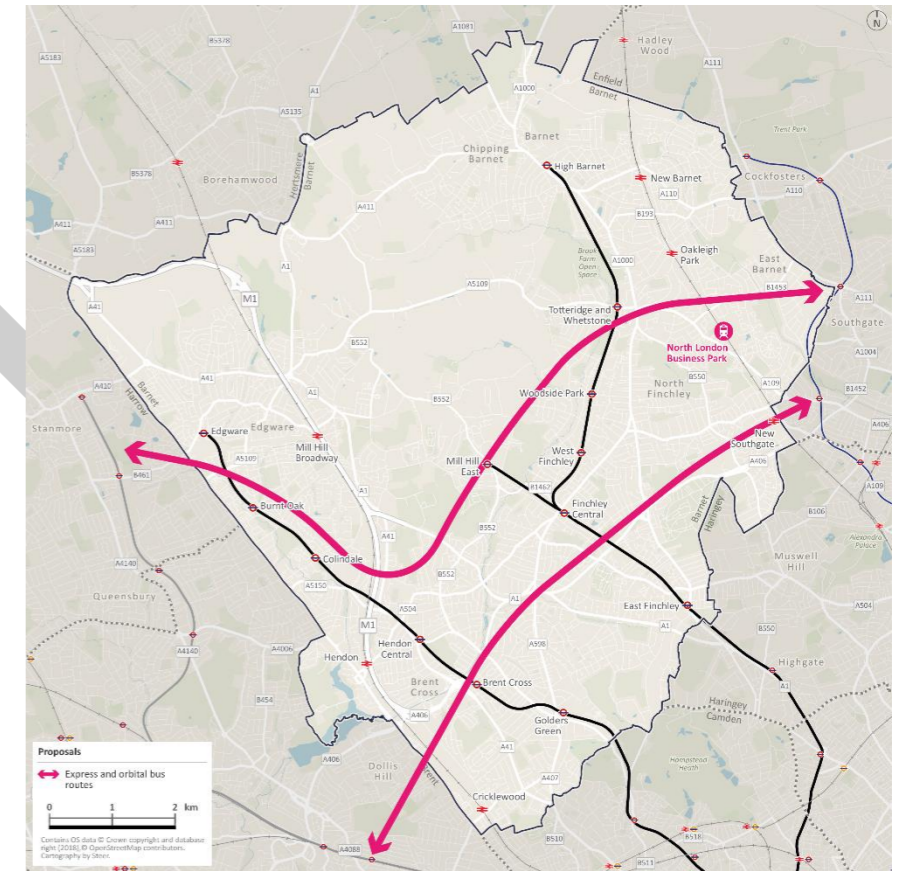 N
A1081
Hadley
Wood
B5378
A5183
A1
A111
Enfield
Barnet
A1000
A5135
Trent Park
Barnet
Chipping
Barnet
B5378
Hertsmere
Barnet
High Barnet
Cockfosters
Borehamwood
New Barnet
A110
A110
A411
B193
A411
A411
A5183
Oakleigh
Park
Brook
Farm
Open
Space
A1000
East
Barnet
A1
A5109
B1453
M1
A111
A41
Totteridge and
Whetstone
Southgate
North London
Business Park
B552
A1004
B550
A41
A410
Barnet
Harrow
A109
North
Finchley
B1452
A1
B552
Woodside Park
Stanmore
Edgware
Edgware
New
Southgate
A406
Mill Hill
Broadway
West
Finchley
A5109
Mill Hill
East
A406
B461
B1462
A109
A1
Finchley
Central
Barnet
Haringey
Burnt Oak
B106
B552
A41
Alexandra
Palace
Muswell
Hill
Colindale
A4140
B552
A5150
Queensbury
A1
A504
East Finchley
A504
M1
A1
B550
Hendon
Central
A598
A4140
A4006
Hendon
Highgate
Brent
Cross
Brent Cross
A1
B454
Haringey
Camden
A406
Golders
Green
A41
Proposals
A406
Dollis
Hill
Brent
Hampstead
Heath
Express and orbital bus
routes
A407
Cricklewood
0 1 2 km
B510
B518
Contains OS data © Crown copyright and database
right [2018], © OpenStreetMap contributors.
Cartography by Steer.
A4088
B511